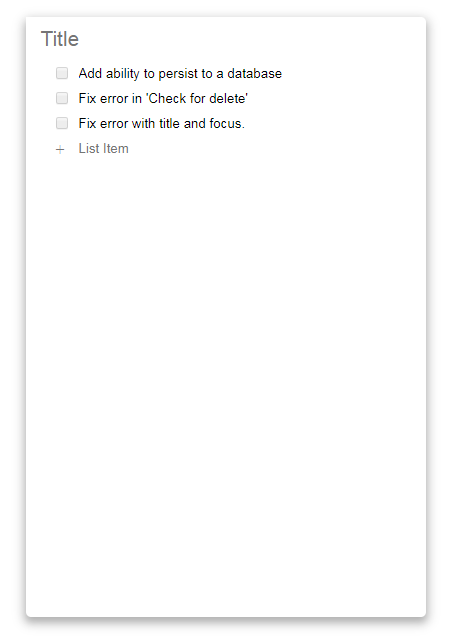 Title
Add ability to persist to a database
Fix error in 'Check for delete'
Fix error with title and focus.
+ List Item